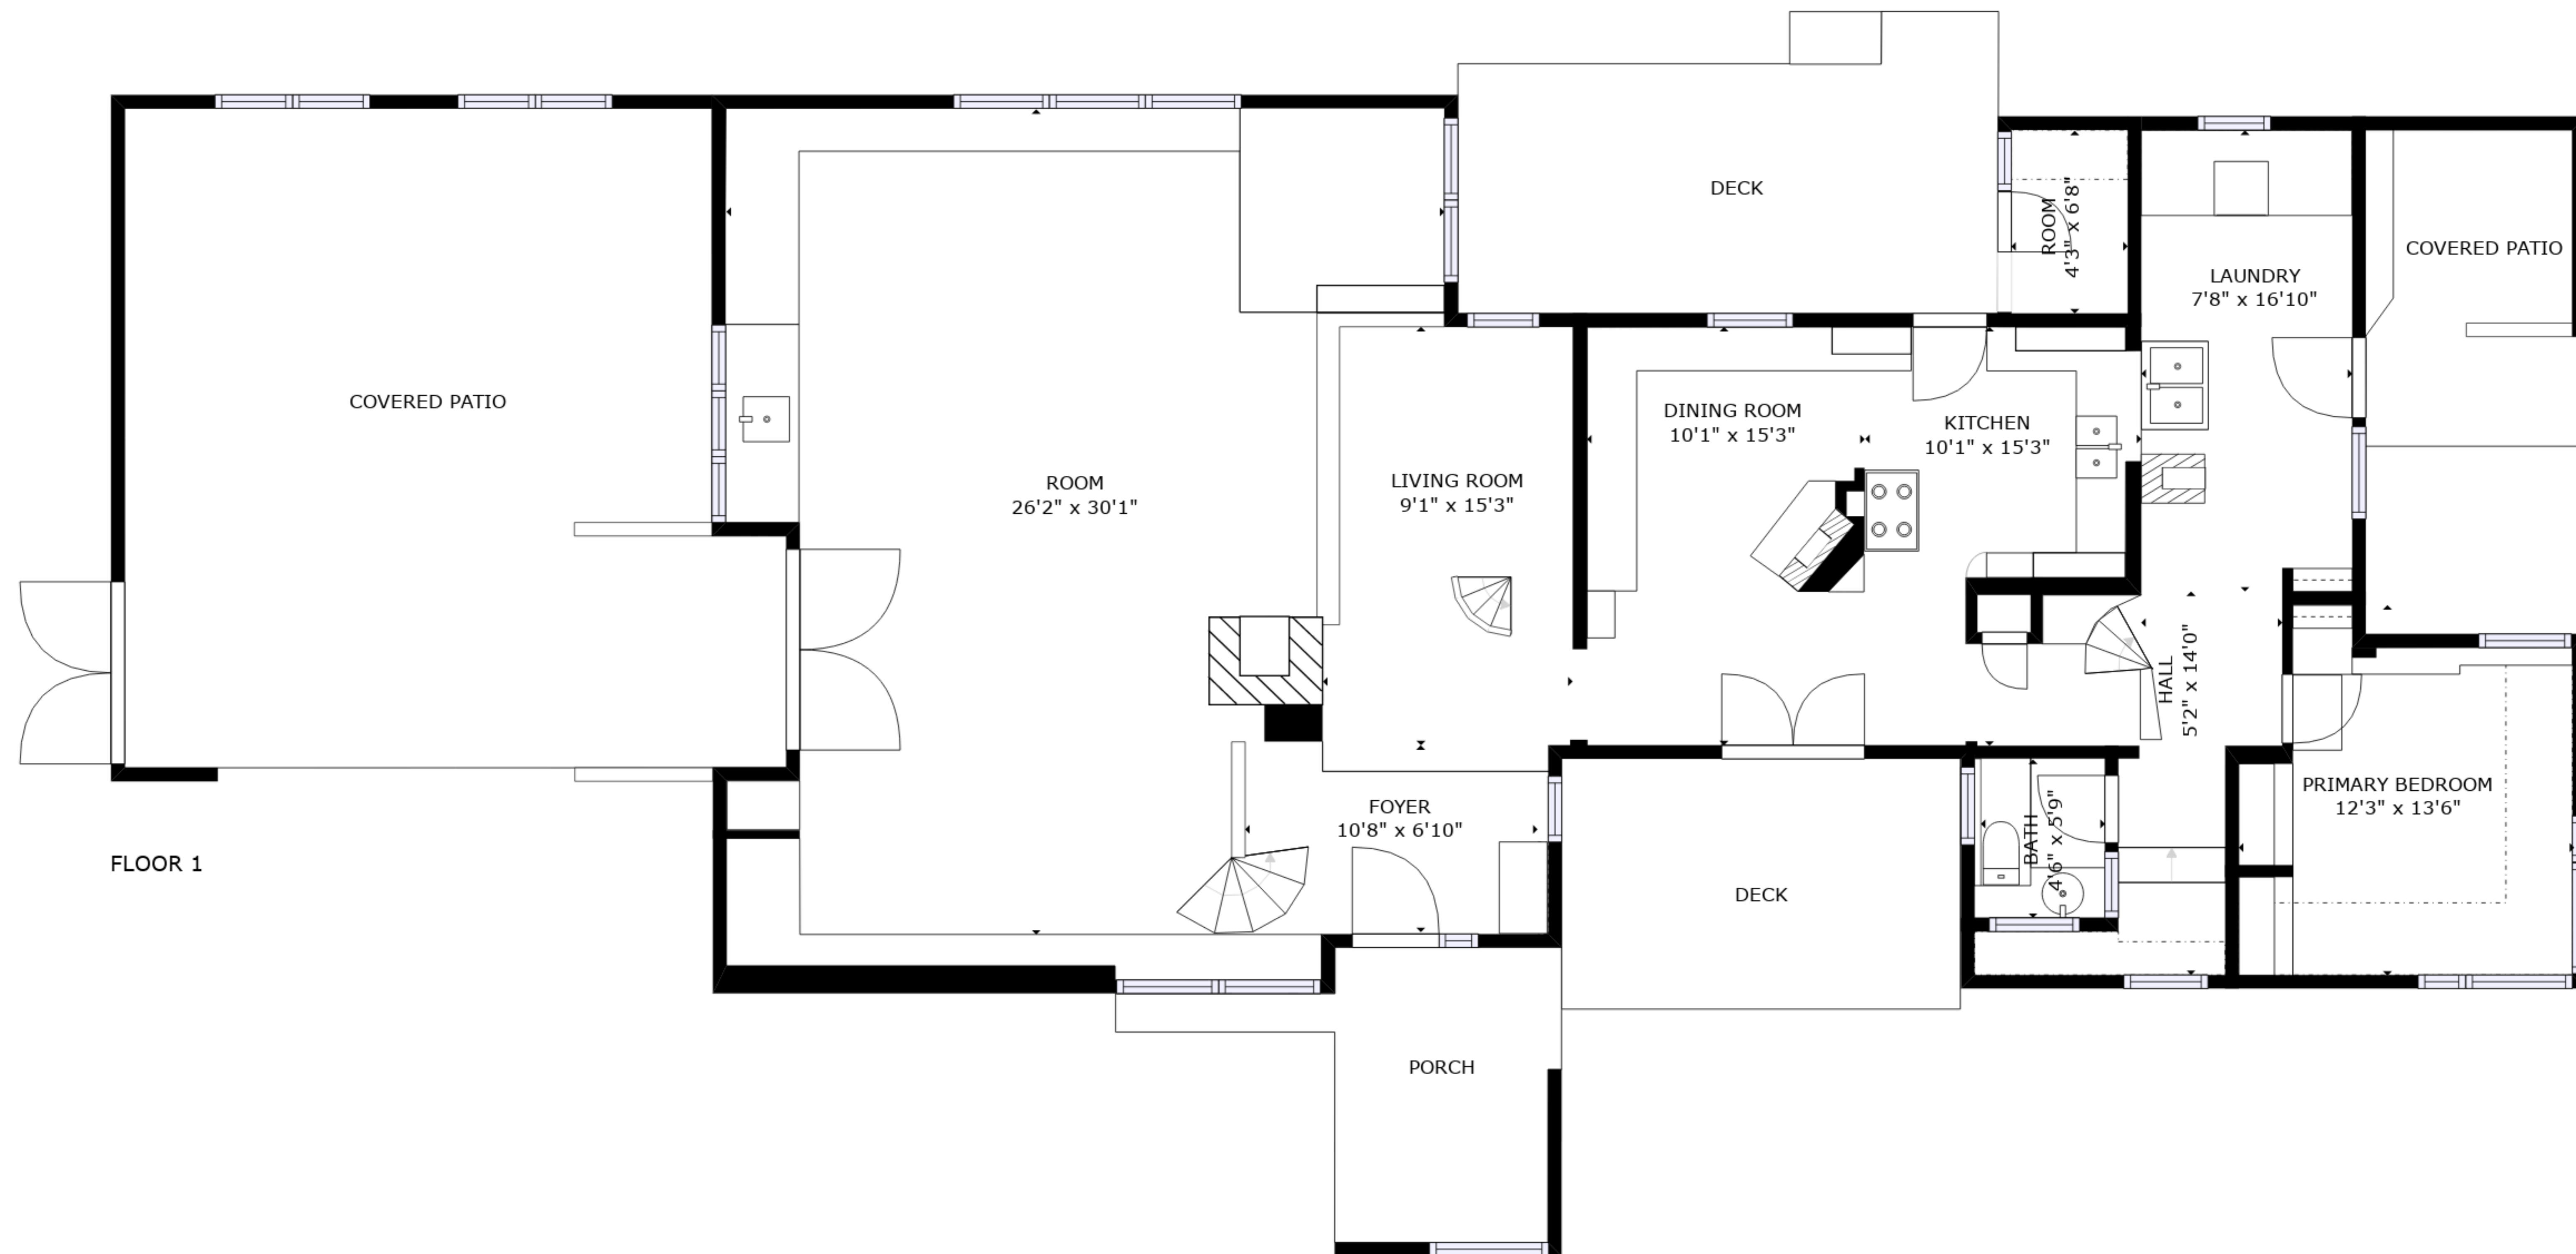 DECK
ROOM
4'3" x 6'8"
COVERED PATIO
LAUNDRY
7'8" x 16'10"
COVERED PATIO
DINING ROOM
10'1" x 15'3"
KITCHEN
10'1" x 15'3"
ROOM
26'2" x 30'1"
LIVING ROOM
9'1" x 15'3"
HALL
5'2" x 14'0"
PRIMARY BEDROOM
12'3" x 13'6"
FOYER
10'8" x 6'10"
BATH
4'6" x 5'9"
FLOOR 1
DECK
PORCH